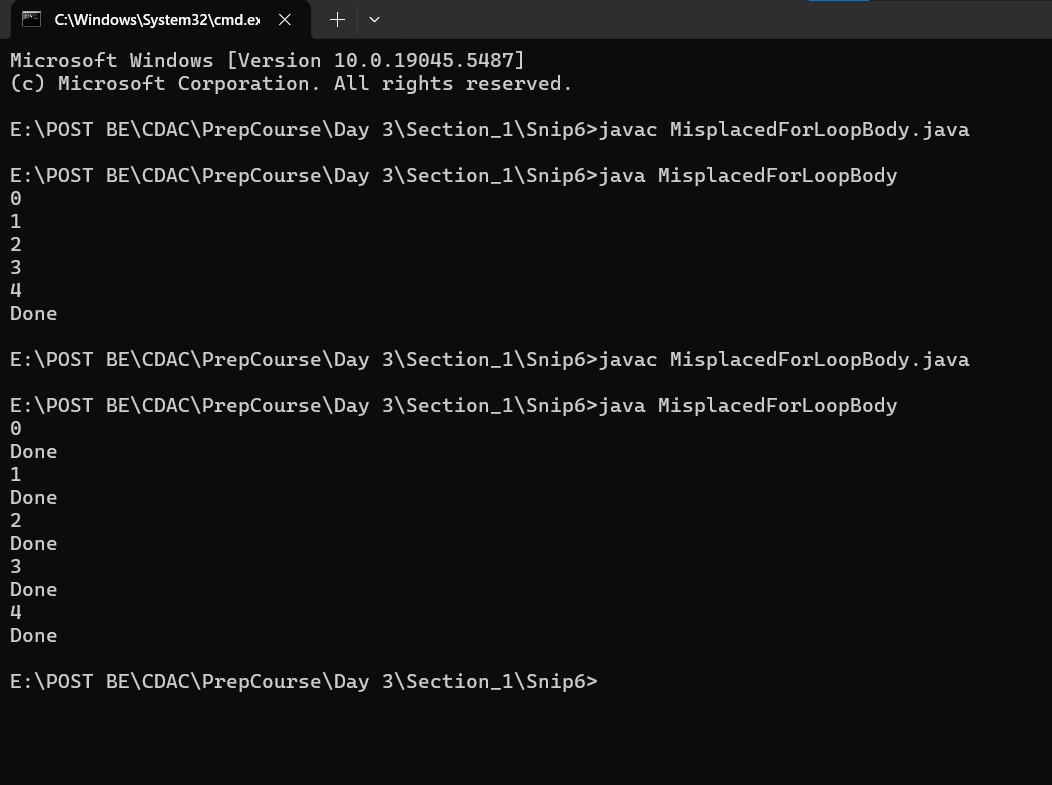 C:\Windows\System32\cmd.ex
Microsoft Windows [Version 10.0.19045.5487]
(c) Microsoft Corporation. All rights reserved.
E:\POST BE\CDAC\PrepCourse\Day 3\Section_1\Snip6>javac MisplacedForLoopBody.java
E:\POST BE\CDAC\PrepCourse\Day 3\Section_1\Snip6>java MisplacedForLoopBody
0
1
2
3
4
Done
E:\POST BE\CDAC\PrepCourse\Day 3\Section_1\Snip6>javac MisplacedForLoopBody.java
E:\POST BE\CDAC\PrepCourse\Day 3\Section_1\Snip6>java MisplacedForLoopBody
0
Done
1
Done
2
Done
3
Done
4
Done
E:\POST BE\CDAC\PrepCourse\Day 3\Section_1\Snip6>